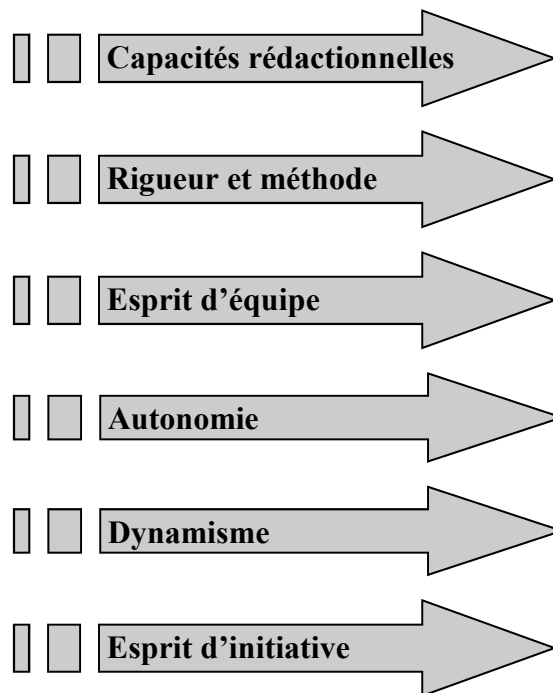 Capacités rédactionnelles
Rigueur et méthode
Esprit d’équipe
Autonomie
Dynamisme
Esprit d’initiative